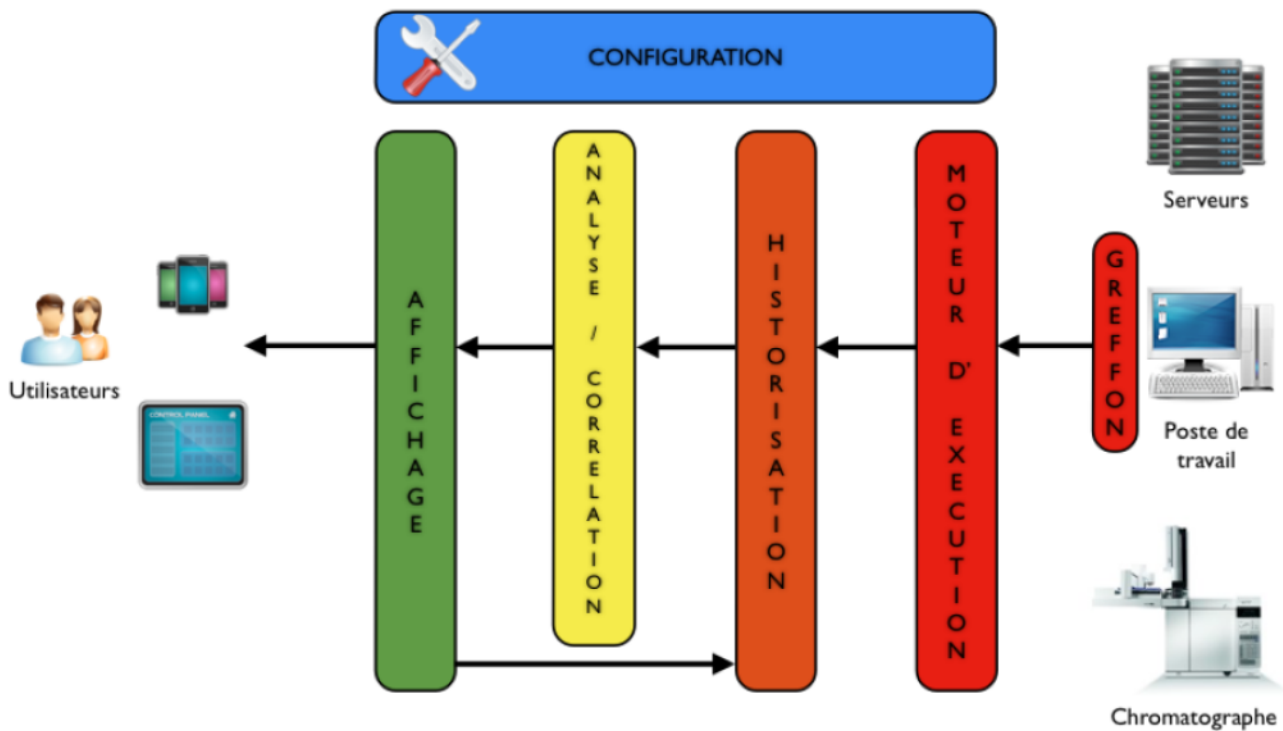 CONFIGURATION
Serveurs
AFFICHAGE
ANALYSE / CORRELATION
HISTORISATION
MOTEUR D' EXECUTION
GREFFON
Utilisateurs
CONTROL PANEL
Poste de
travail
Chromatographe